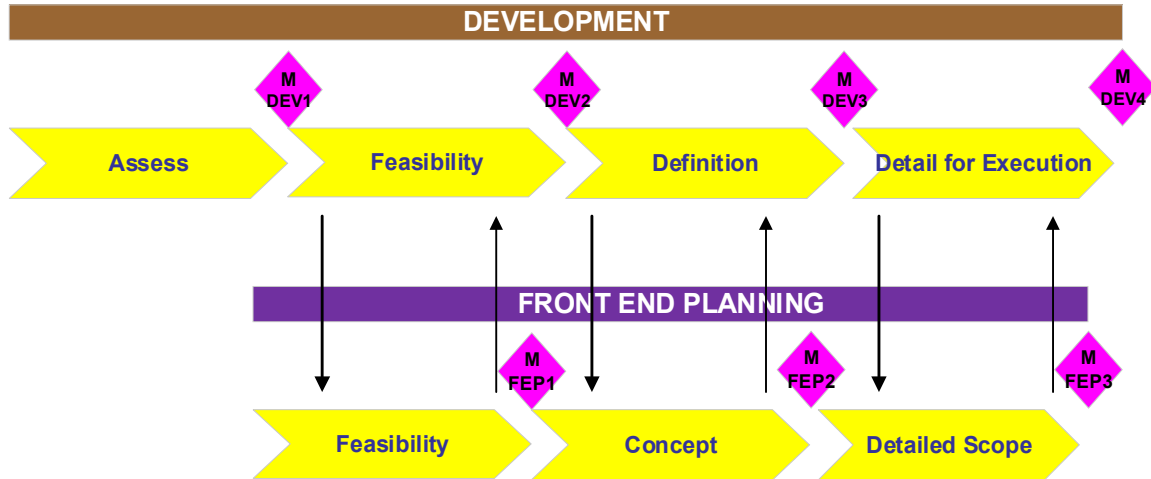 DEVELOPMENT
M
DEV1
M
DEV2
M
DEV3
M
DEV4
Assess
Feasibility
Definition
Detail for Execution
FRONT END PLANNING
M
FEP1
M
FEP2
M
FEP3
Feasibility
Concept
Detailed Scope